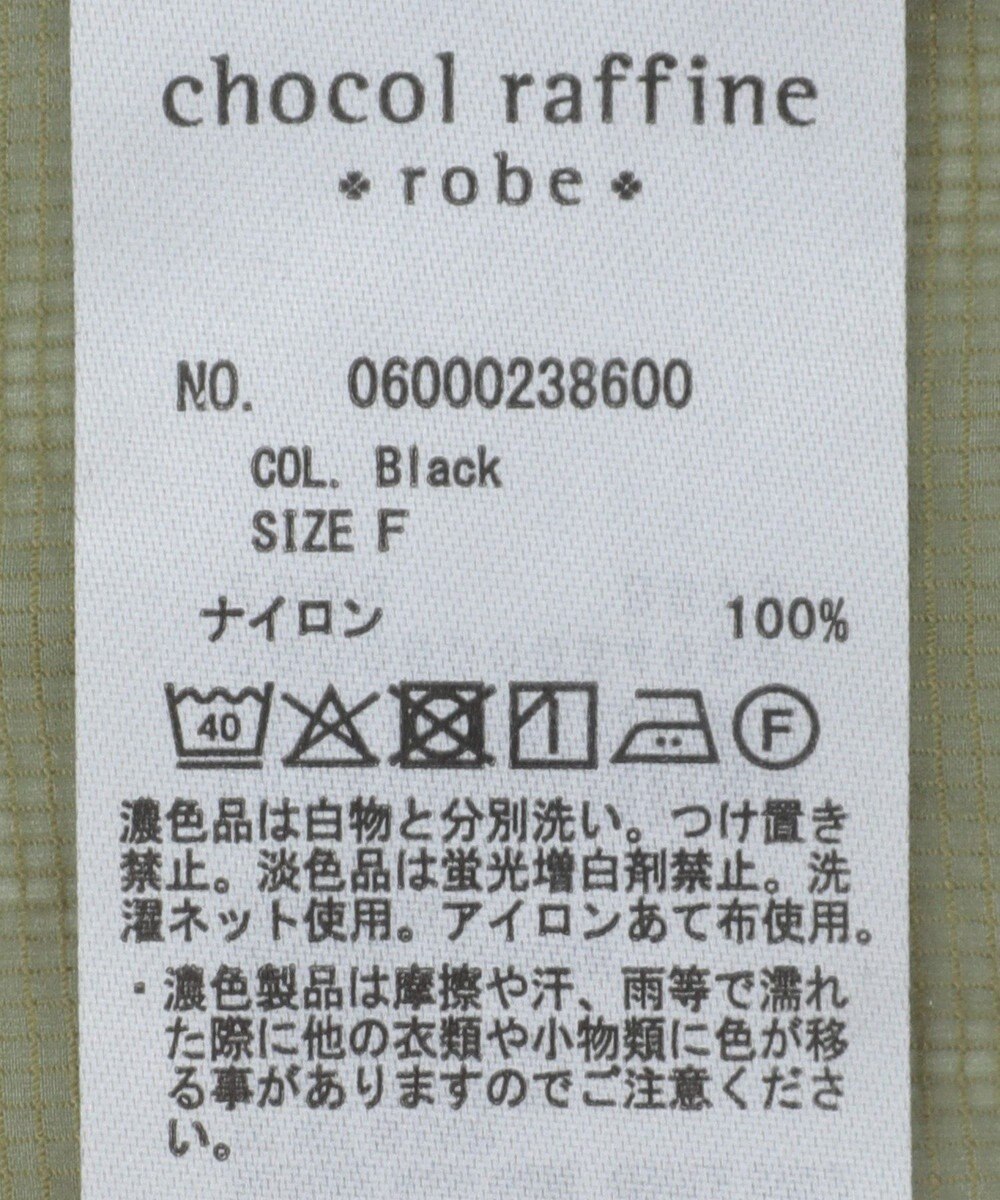 chocol raffine
robe
NO. 06000238600
COL. Black
SIZE F
ナイロン 100%
40 F
濃色品は白物と分別洗い。つけ置き
禁止。淡色品は蛍光増白剤禁止。洗
濯ネット使用。アイロンあて布使用。
・濃色製品は摩擦や汗、雨等で濡れ
た際に他の衣類や小物類に色が移
る事がありますのでご注意くださ
い。